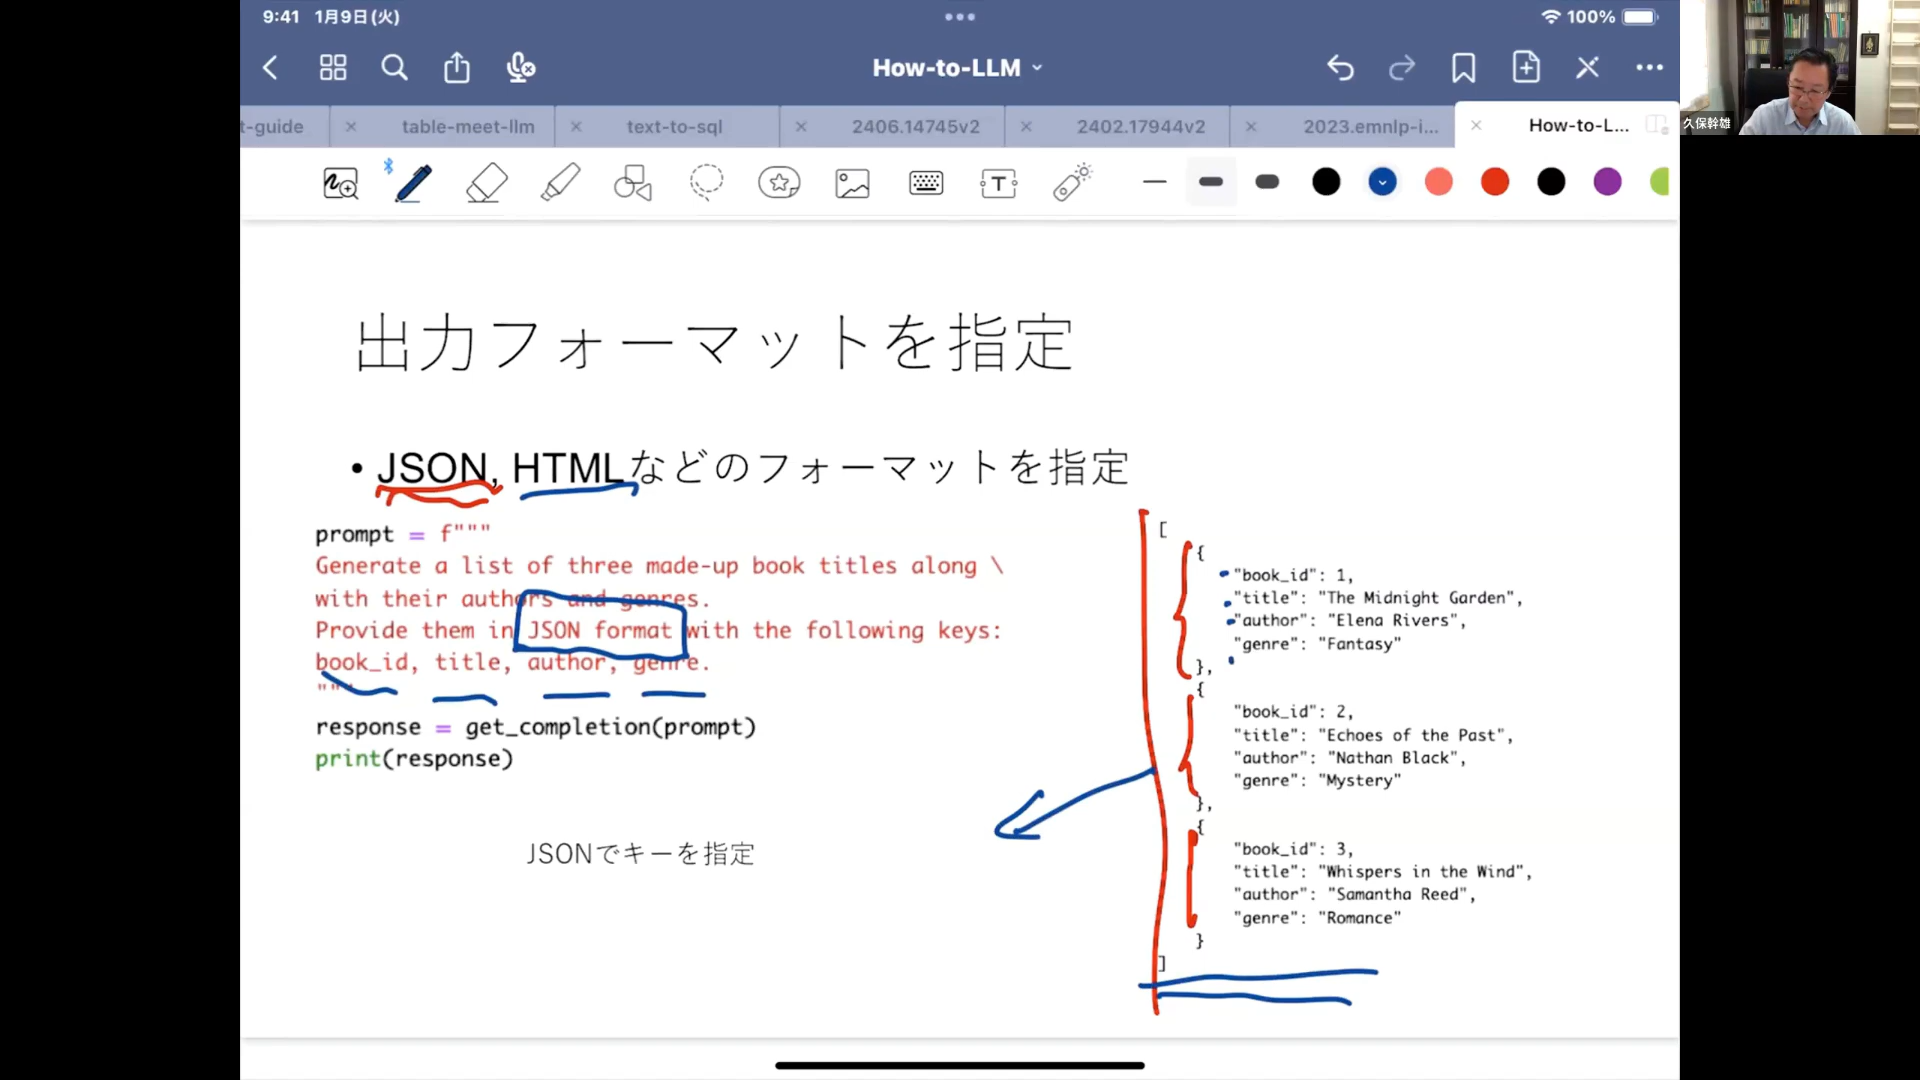 9:41 1月9日(火)
100%
How-to-LLM
t-guide
table-meet-llm
text-to-sql
2406.14745v2
2402.17944v2
2023.emnlp-i...
How-to-L...
久保幹雄
T
出力フォーマットを指定
• JSON, HTMLなどのフォーマットを指定
prompt = f"""
Generate a list of three made-up book titles along \
with their authors and genres.
Provide them in JSON format with the following keys:
book_id, title, author, genre.
"""
response = get_completion(prompt)
print(response)
JSONでキーを指定
[
{
"book_id": 1,
"title": "The Midnight Garden",
"author": "Elena Rivers",
"genre": "Fantasy"
},
{
"book_id": 2,
"title": "Echoes of the Past",
"author": "Nathan Black",
"genre": "Mystery"
},
{
"book_id": 3,
"title": "Whispers in the Wind",
"author": "Samantha Reed",
"genre": "Romance"
}
]